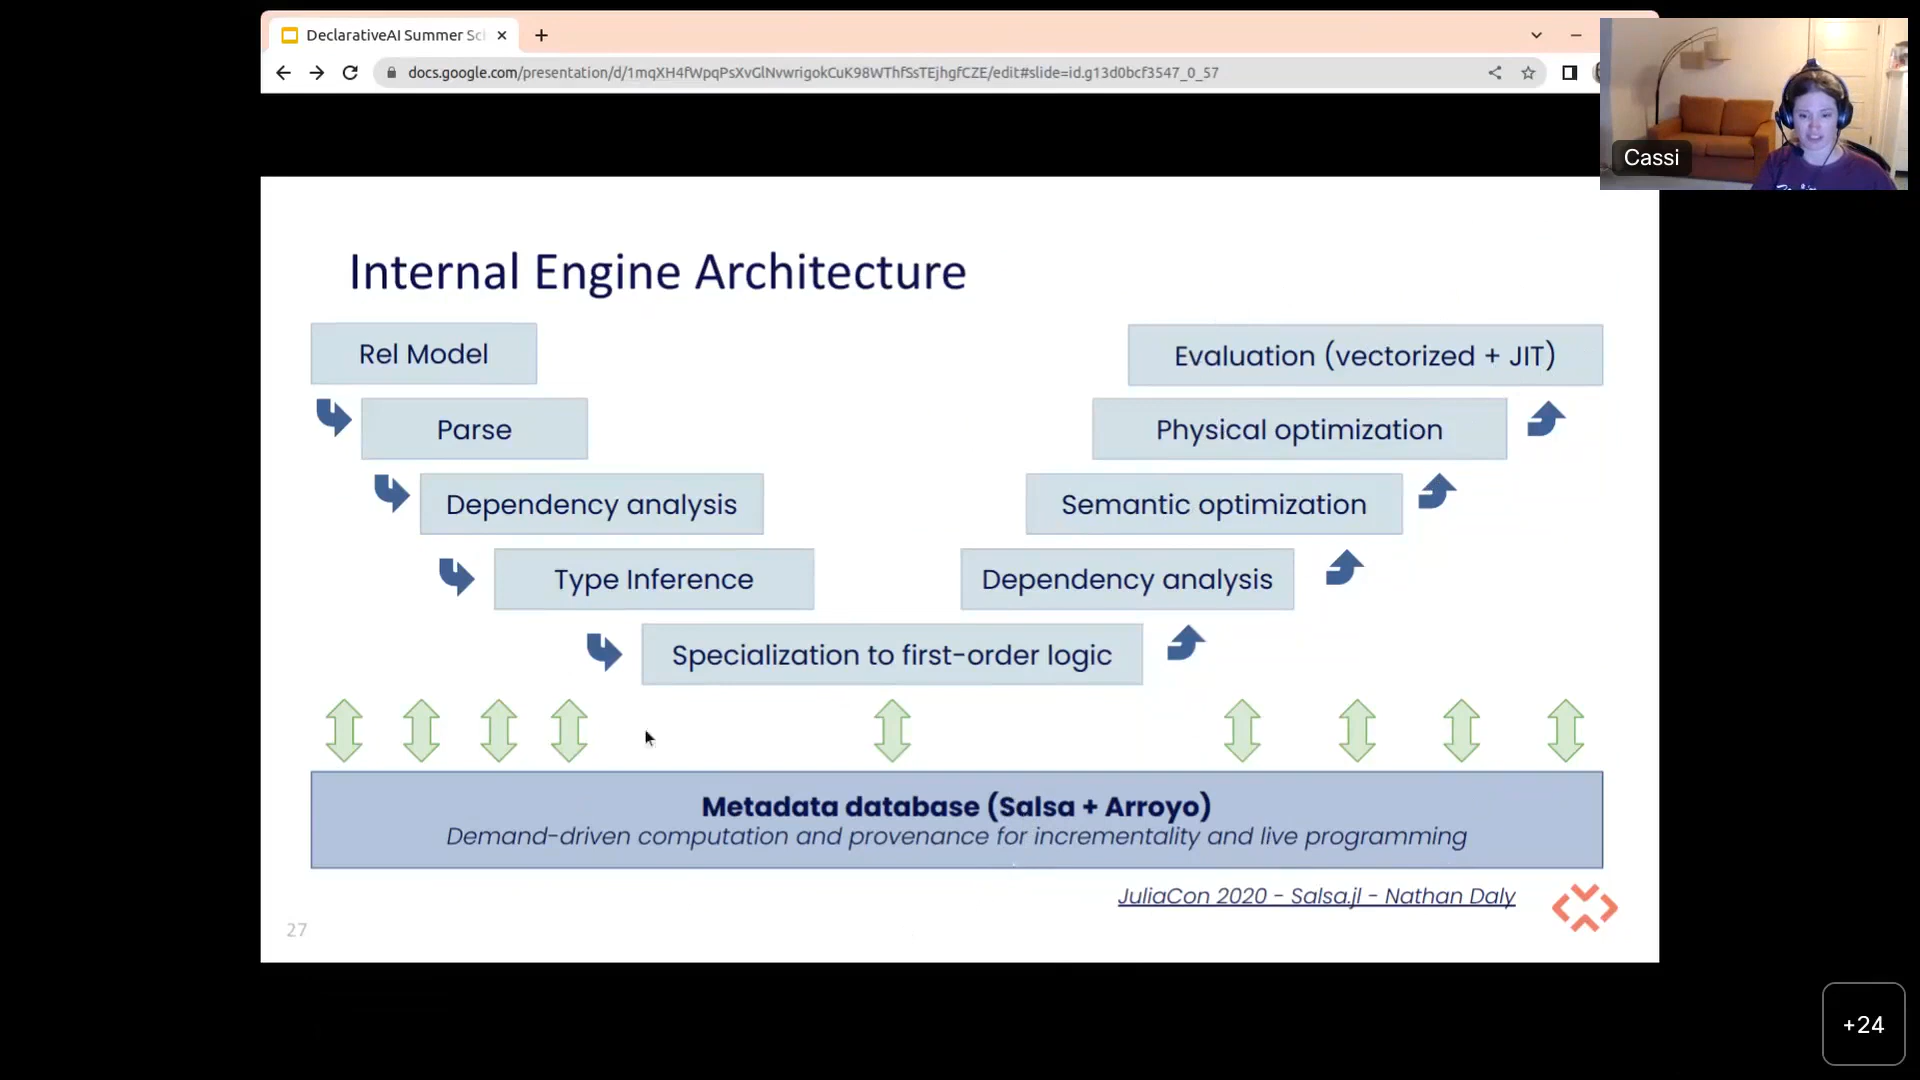 DeclarativeAI Summer Sc
docs.google.com/presentation/d/1mqXH4fWpqPsXvGlNvwrigokCuK98WThfSsTEjhgfCZE/edit#slide=id.g13d0bcf3547_0_57
Cassi
Internal Engine Architecture
Rel Model
Evaluation (vectorized + JIT)
Parse
Physical optimization
Dependency analysis
Semantic optimization
Type Inference
Dependency analysis
Specialization to first-order logic
Metadata database (Salsa + Arroyo)
Demand-driven computation and provenance for incrementality and live programming
JuliaCon 2020 - Salsa.jl - Nathan Daly
27
+24